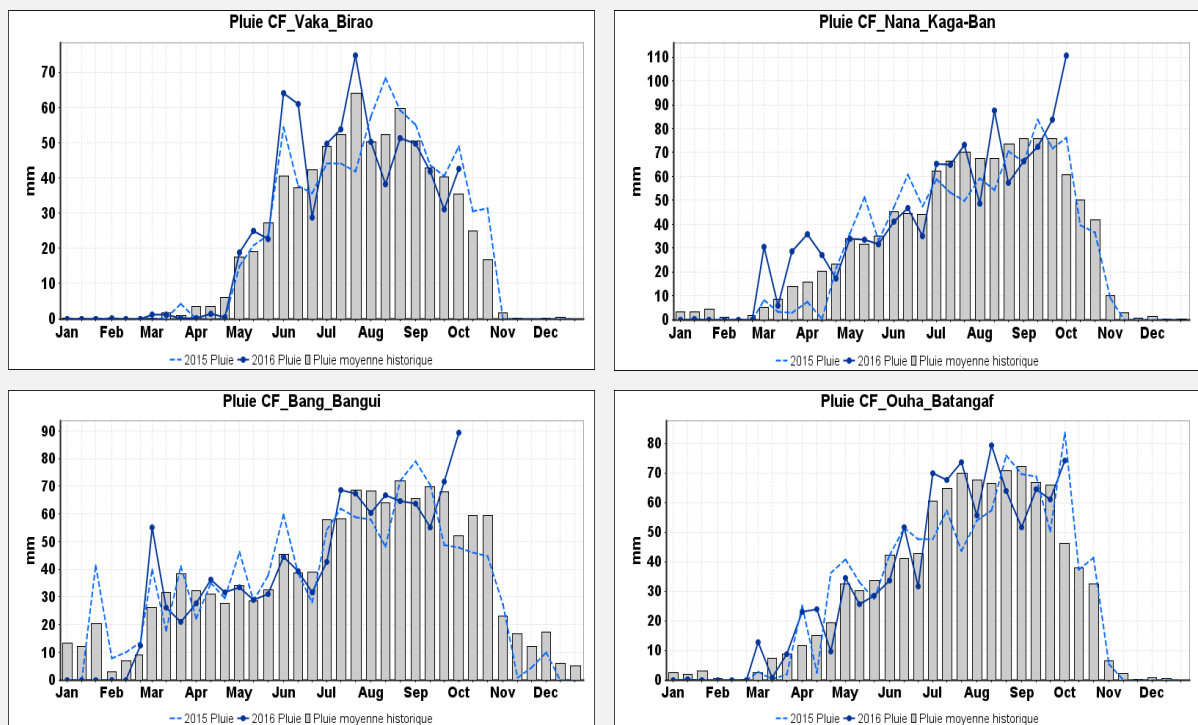 Pluie CF_Vaka_Birao
70
60
50
40
30
20
10
0
mm
Jan Feb Mar Apr May Jun Jul Aug Sep Oct Nov Dec
2015 Pluie 2016 Pluie Pluie moyenne historique
Pluie CF_Nana_Kaga-Ban
110
100
90
80
70
60
50
40
30
20
10
0
mm
Jan Feb Mar Apr May Jun Jul Aug Sep Oct Nov Dec
2015 Pluie 2016 Pluie Pluie moyenne historique
Pluie CF_Bang_Bangui
90
80
70
60
50
40
30
20
10
0
mm
Jan Feb Mar Apr May Jun Jul Aug Sep Oct Nov Dec
2015 Pluie 2016 Pluie Pluie moyenne historique
Pluie CF_Ouha_Batangaf
80
70
60
50
40
30
20
10
0
mm
Jan Feb Mar Apr May Jun Jul Aug Sep Oct Nov Dec
2015 Pluie 2016 Pluie Pluie moyenne historique